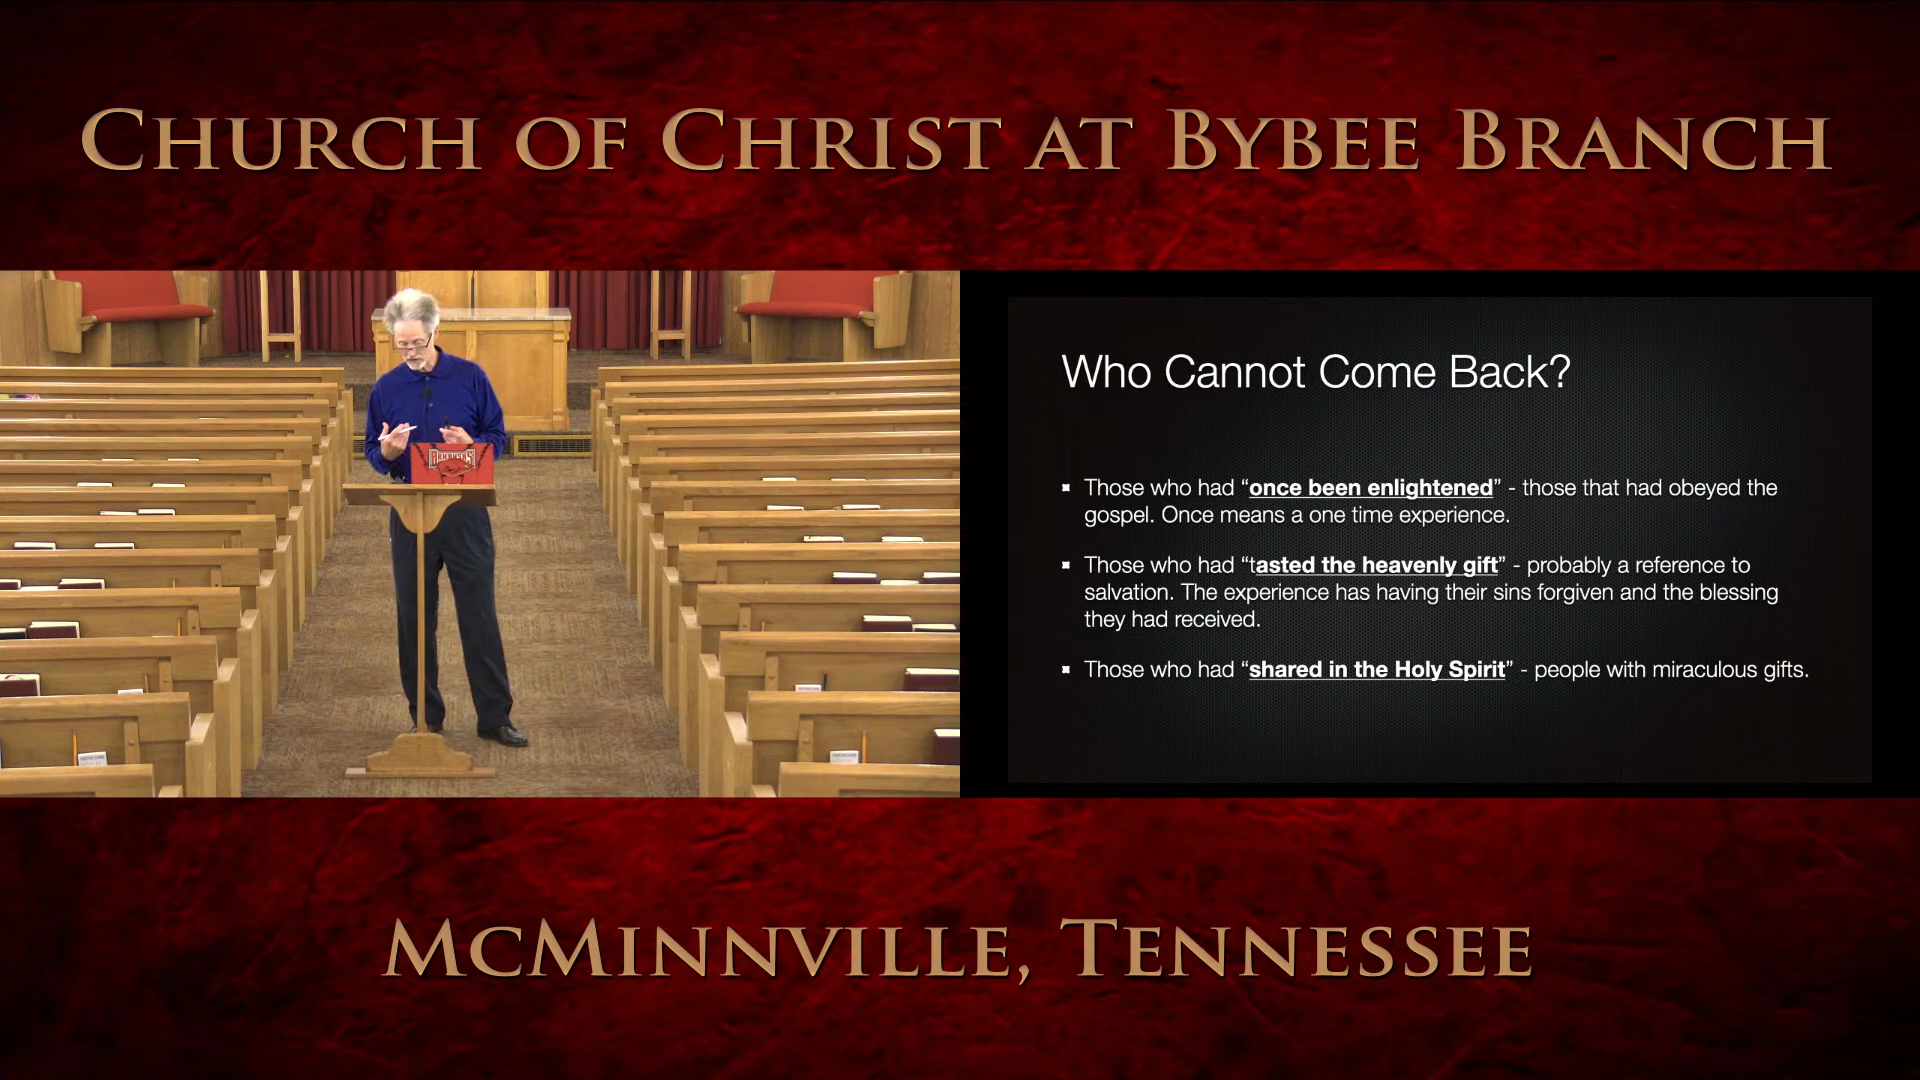 Church of Christ at Bybee Branch
ARKANSAS
Who Cannot Come Back?
Those who had “once been enlightened” - those that had obeyed the
gospel. Once means a one time experience.
Those who had “tasted the heavenly gift” - probably a reference to
salvation. The experience has having their sins forgiven and the blessing
they had received.
Those who had “shared in the Holy Spirit” - people with miraculous gifts.
McMinnville, Tennessee